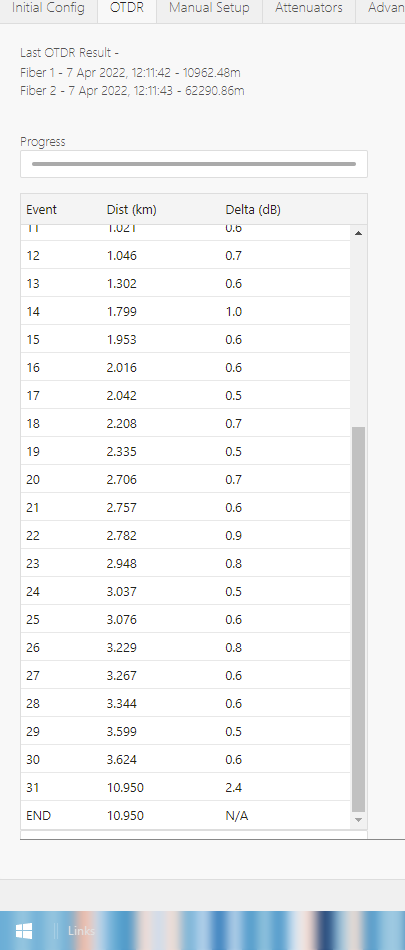 Initial Config OTDR Manual Setup Attenuators Advan
Last OTDR Result -
Fiber 1 - 7 Apr 2022, 12:11:42 - 10962.48m
Fiber 2 - 7 Apr 2022, 12:11:43 - 62290.86m
Progress
Event Dist (km) Delta (dB)
11 1.021 0.6
12 1.046 0.7
13 1.302 0.6
14 1.799 1.0
15 1.953 0.6
16 2.016 0.6
17 2.042 0.5
18 2.208 0.7
19 2.335 0.5
20 2.706 0.7
21 2.757 0.6
22 2.782 0.9
23 2.948 0.8
24 3.037 0.5
25 3.076 0.6
26 3.229 0.8
27 3.267 0.6
28 3.344 0.6
29 3.599 0.5
30 3.624 0.6
31 10.950 2.4
END 10.950 N/A
Links